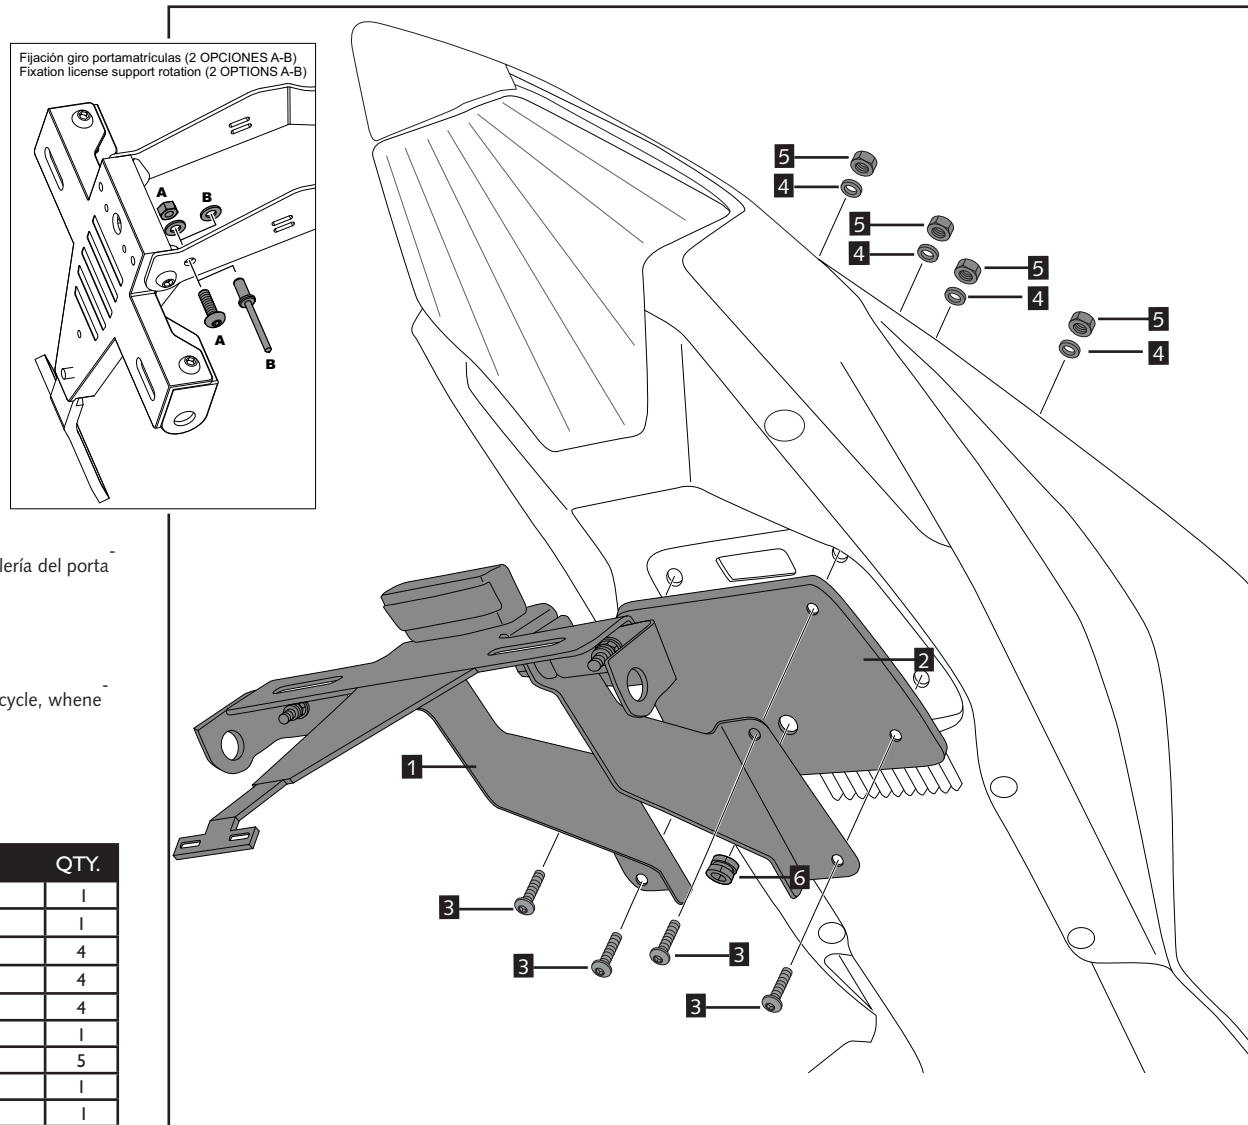 Fijación giro portamatrículas (2 OPCIONES A-B)
Fixation license support rotation (2 OPTIONS A-B)
A
B
A
B
5
4
5
4
5
4
5
4
2
1
6
3
3
3
3
lería del porta-
cycle, whene-
QTY.
1
1
4
4
4
1
5
1
1